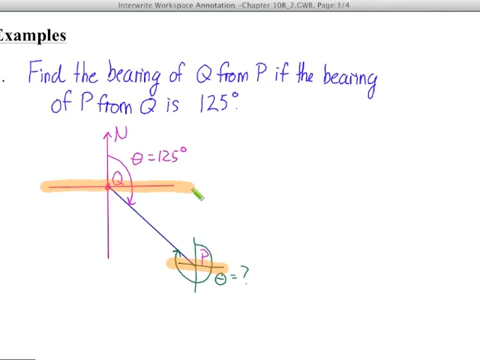 Interwrite Workspace Annotation -Chapter 10B_2.GWB, Page:3/4
Examples
. Find the bearing of Q from P if the bearing
of P from Q is 125°.
N
θ = 125°
Q
P
θ = ?